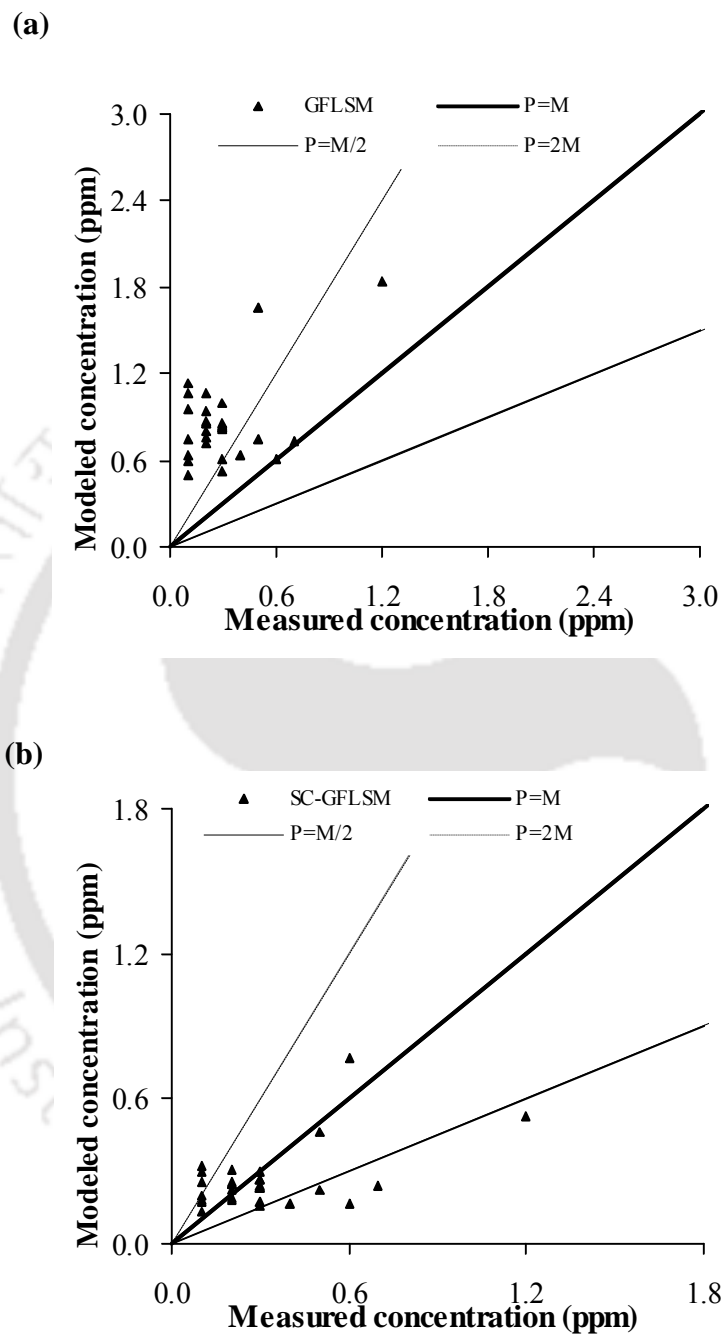 (a)
GFLSM P=M
P=M/2 P=2M
3.0
2.4
1.8
1.2
0.6
0.0
Modeled concentration (ppm)
0.0 0.6 1.2 1.8 2.4 3.0
Measured concentration (ppm)
(b)
SC-GFLSM P=M
P=M/2 P=2M
1.8
1.2
0.6
0.0
Modeled concentration (ppm)
0.0 0.6 1.2 1.8
Measured concentration (ppm)